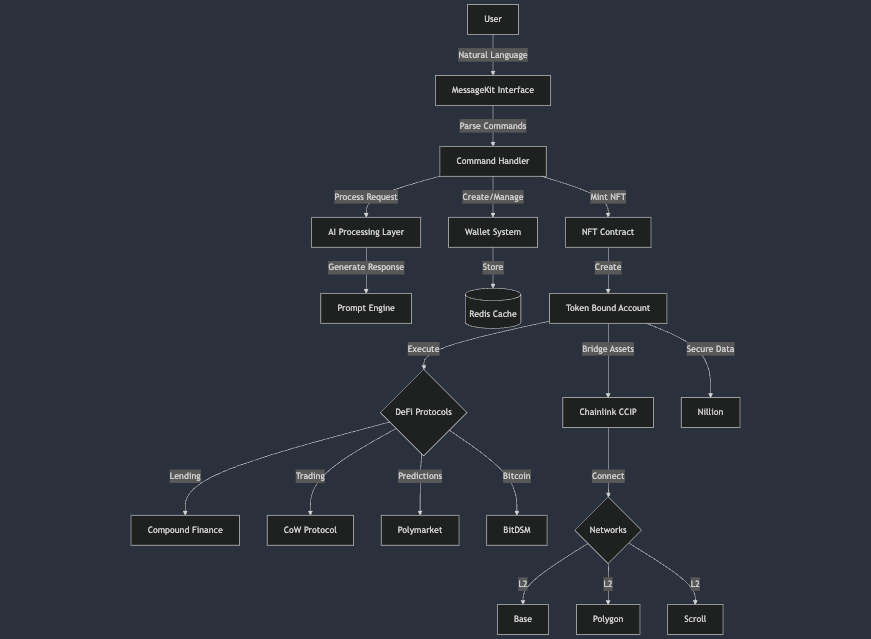 User
Natural Language
MessageKit Interface
Parse Commands
Command Handler
Process Request
Create/Manage
Mint NFT
AI Processing Layer
Wallet System
NFT Contract
Generate Response
Store
Create
Prompt Engine
Redis Cache
Token Bound Account
Execute
Bridge Assets
Secure Data
DeFi Protocols
Chainlink CCIP
Nillion
Lending
Trading
Predictions
Bitcoin
Connect
Compound Finance
CoW Protocol
Polymarket
BitDSM
Networks
L2
L2
L2
Base
Polygon
Scroll